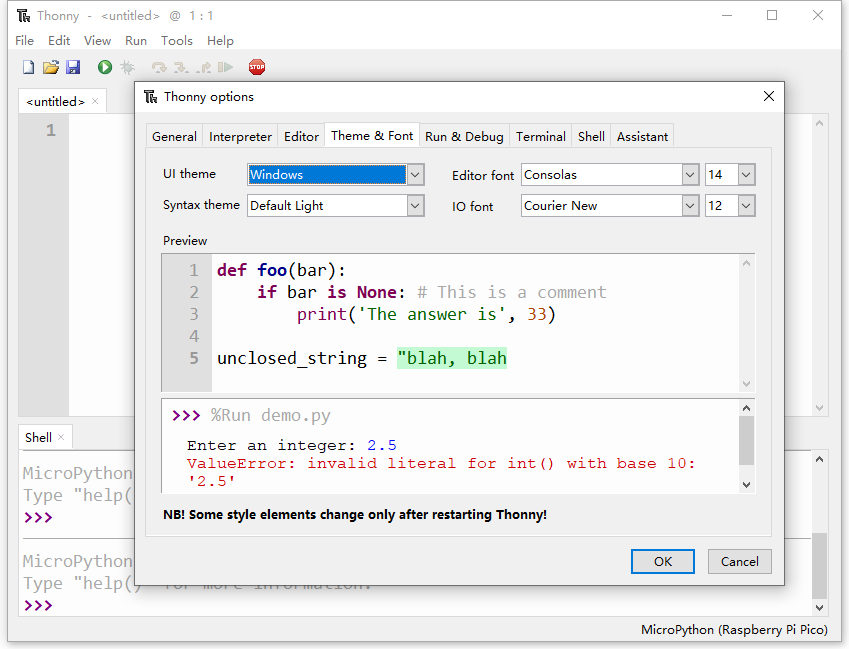 Thonny - <untitled> @ 1 : 1
File Edit View Run Tools Help
STOP
<untitled> ×
1
Thonny options
General Interpreter Editor Theme & Font Run & Debug Terminal Shell Assistant
UI theme Windows Editor font Consolas 14
Syntax theme Default Light IO font Courier New 12
Preview
1 def foo(bar):
2 if bar is None: # This is a comment
3 print('The answer is', 33)
4
5 unclosed_string = "blah, blah
>>> %Run demo.py
Enter an integer: 2.5
ValueError: invalid literal for int() with base 10:
'2.5'
NB! Some style elements change only after restarting Thonny!
OK Cancel
Shell ×
MicroPython
Type "help(
>>>
MicroPython
Type "help()" for more information.
>>>
MicroPython (Raspberry Pi Pico)